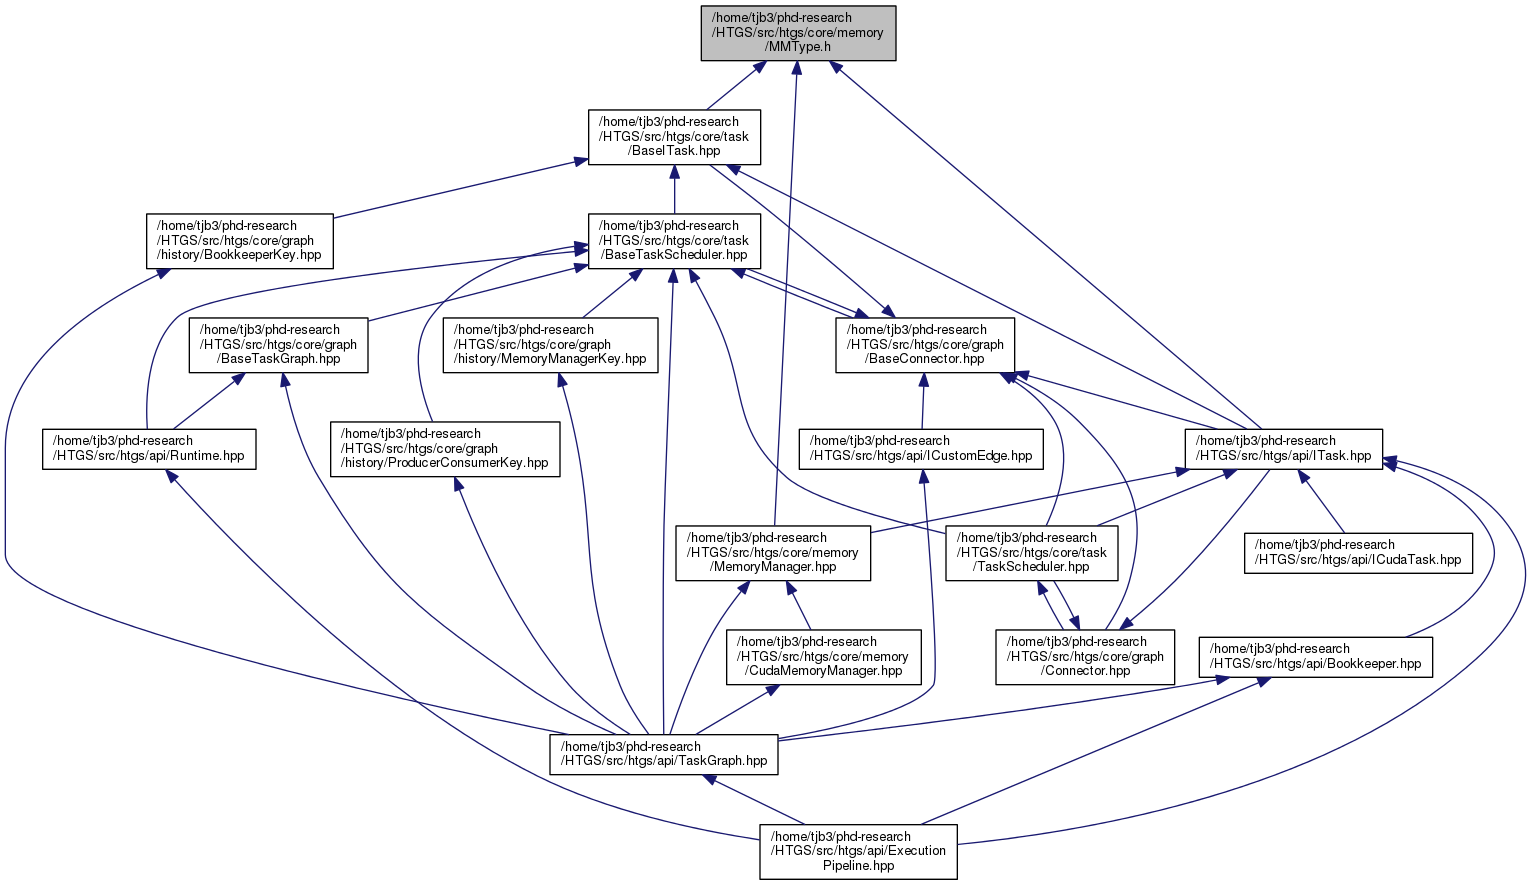 /home/tjb3/phd-research
/HTGS/src/htgs/core/memory
/MMType.h
/home/tjb3/phd-research
/HTGS/src/htgs/core/task
/BaseITask.hpp
/home/tjb3/phd-research
/HTGS/src/htgs/core/graph
/history/BookkeeperKey.hpp
/home/tjb3/phd-research
/HTGS/src/htgs/core/task
/BaseTaskScheduler.hpp
/home/tjb3/phd-research
/HTGS/src/htgs/core/graph
/BaseTaskGraph.hpp
/home/tjb3/phd-research
/HTGS/src/htgs/core/graph
/history/MemoryManagerKey.hpp
/home/tjb3/phd-research
/HTGS/src/htgs/core/graph
/BaseConnector.hpp
/home/tjb3/phd-research
/HTGS/src/htgs/api/Runtime.hpp
/home/tjb3/phd-research
/HTGS/src/htgs/core/graph
/history/ProducerConsumerKey.hpp
/home/tjb3/phd-research
/HTGS/src/htgs/api/ICustomEdge.hpp
/home/tjb3/phd-research
/HTGS/src/htgs/api/ITask.hpp
/home/tjb3/phd-research
/HTGS/src/htgs/core/memory
/MemoryManager.hpp
/home/tjb3/phd-research
/HTGS/src/htgs/core/task
/TaskScheduler.hpp
/home/tjb3/phd-research
/HTGS/src/htgs/api/ICudaTask.hpp
/home/tjb3/phd-research
/HTGS/src/htgs/core/memory
/CudaMemoryManager.hpp
/home/tjb3/phd-research
/HTGS/src/htgs/core/graph
/Connector.hpp
/home/tjb3/phd-research
/HTGS/src/htgs/api/Bookkeeper.hpp
/home/tjb3/phd-research
/HTGS/src/htgs/api/TaskGraph.hpp
/home/tjb3/phd-research
/HTGS/src/htgs/api/Execution
Pipeline.hpp